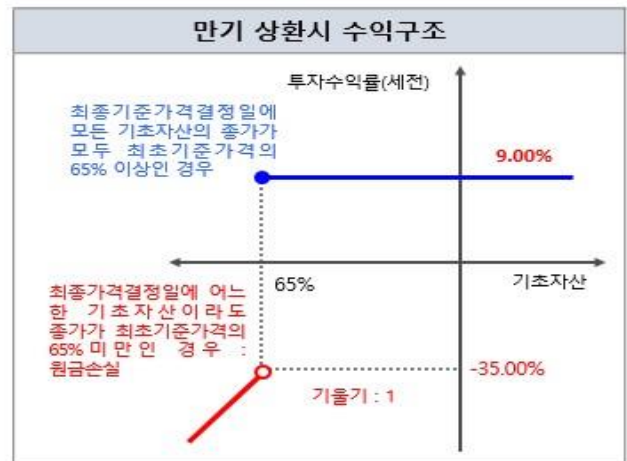 만기 상환시 수익구조
투자수익률(세전)
최종기준가격결정일에
모든 기초자산의 종가가
모두 최초기준가격의
65% 이상인 경우
9.00%
65%
기초자산
최종가격결정일에 어느
한 기초자산이라도
종가가 최초기준가격의
65%미만인 경우 :
원금손실
-35.00%
기울기 : 1